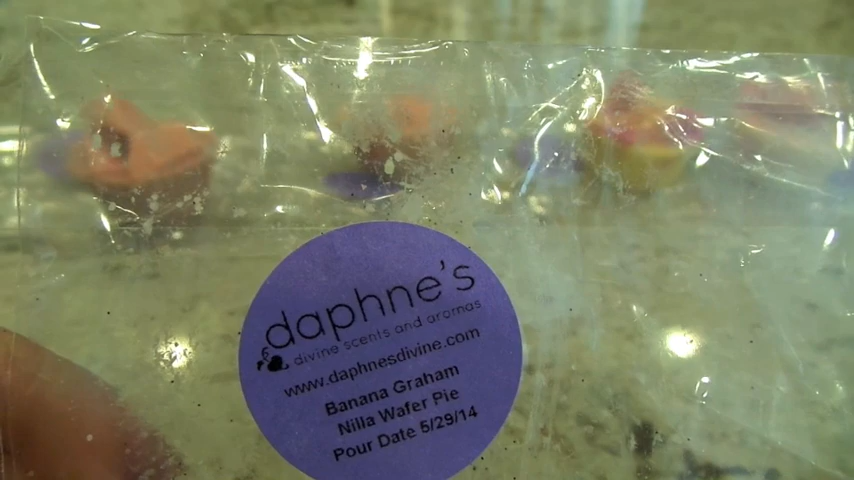 daphne's
divine scents and aromas
www.daphnesdivine.com
Banana Graham
Nilla Wafer Pie
Pour Date 5/29/14